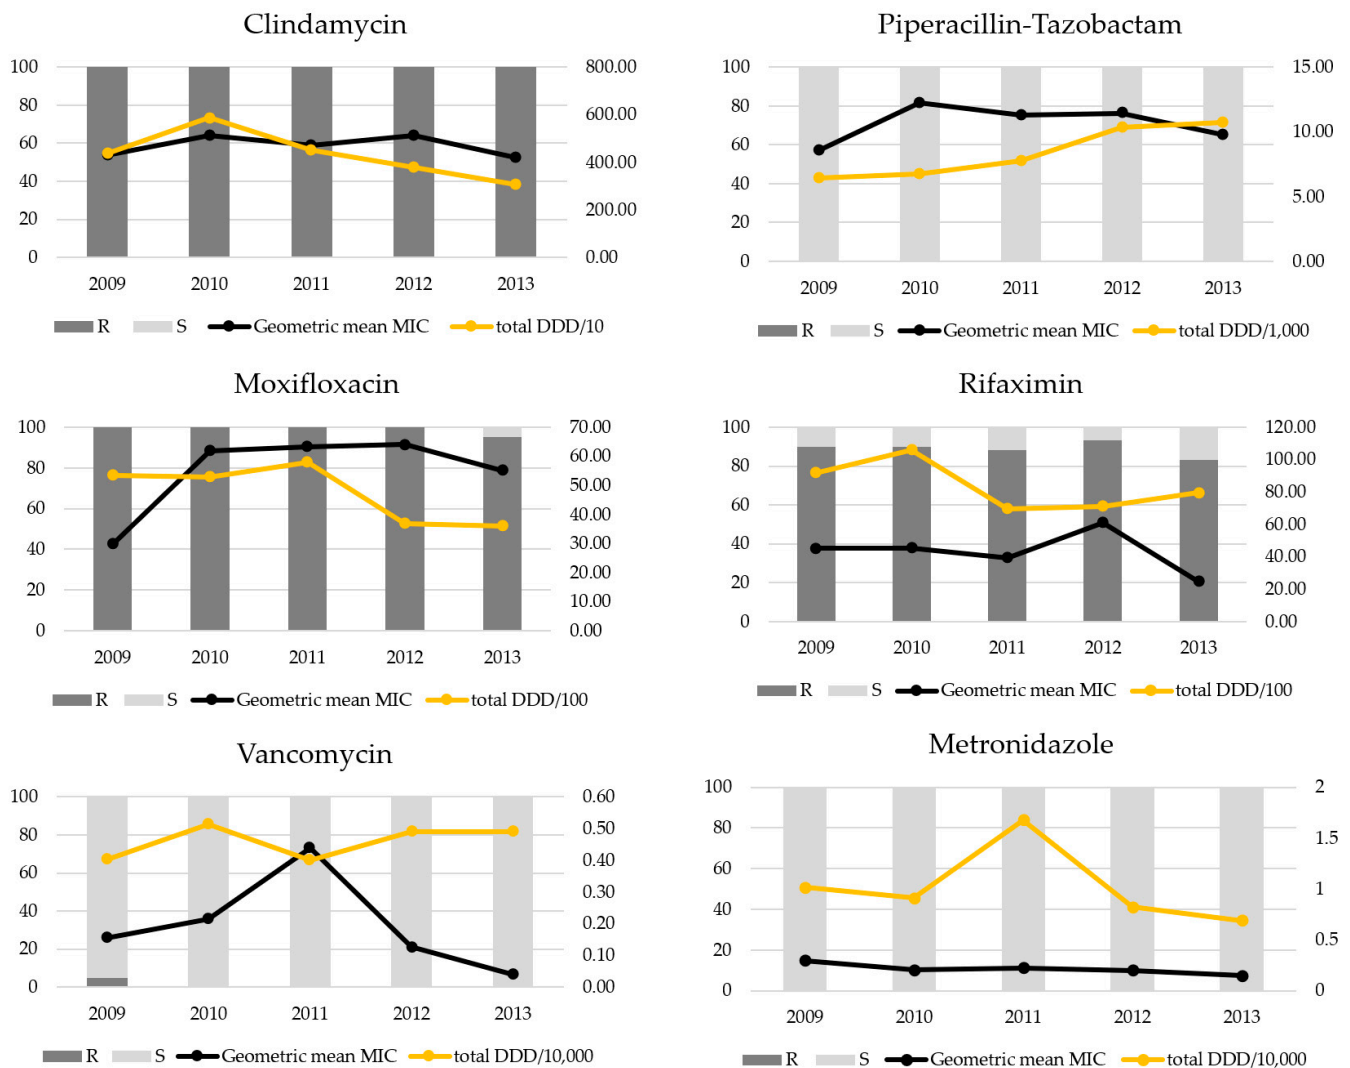 Clindamycin
100 800.00
80 600.00
60 400.00
40
20 200.00
0 0.00
2009 2010 2011 2012 2013
R S Geometric mean MIC total DDD/10
Piperacillin-Tazobactam
100 15.00
80
60 10.00
40 5.00
20
0 0.00
2009 2010 2011 2012 2013
R S Geometric mean MIC total DDD/1,000
Moxifloxacin
100 70.00
80 60.00
50.00
60 40.00
40 30.00
20 20.00
10.00
0 0.00
2009 2010 2011 2012 2013
R S Geometric mean MIC total DDD/100
Rifaximin
100 120.00
80 100.00
60 80.00
60.00
40 40.00
20 20.00
0 0.00
2009 2010 2011 2012 2013
R S Geometric mean MIC total DDD/100
Vancomycin
100 0.60
80 0.50
60 0.40
0.30
40 0.20
20 0.10
0 0.00
2009 2010 2011 2012 2013
R S Geometric mean MIC total DDD/10,000
Metronidazole
100 2
80 1.5
60 1
40
20 0.5
0 0
2009 2010 2011 2012 2013
R S Geometric mean MIC total DDD/10,000